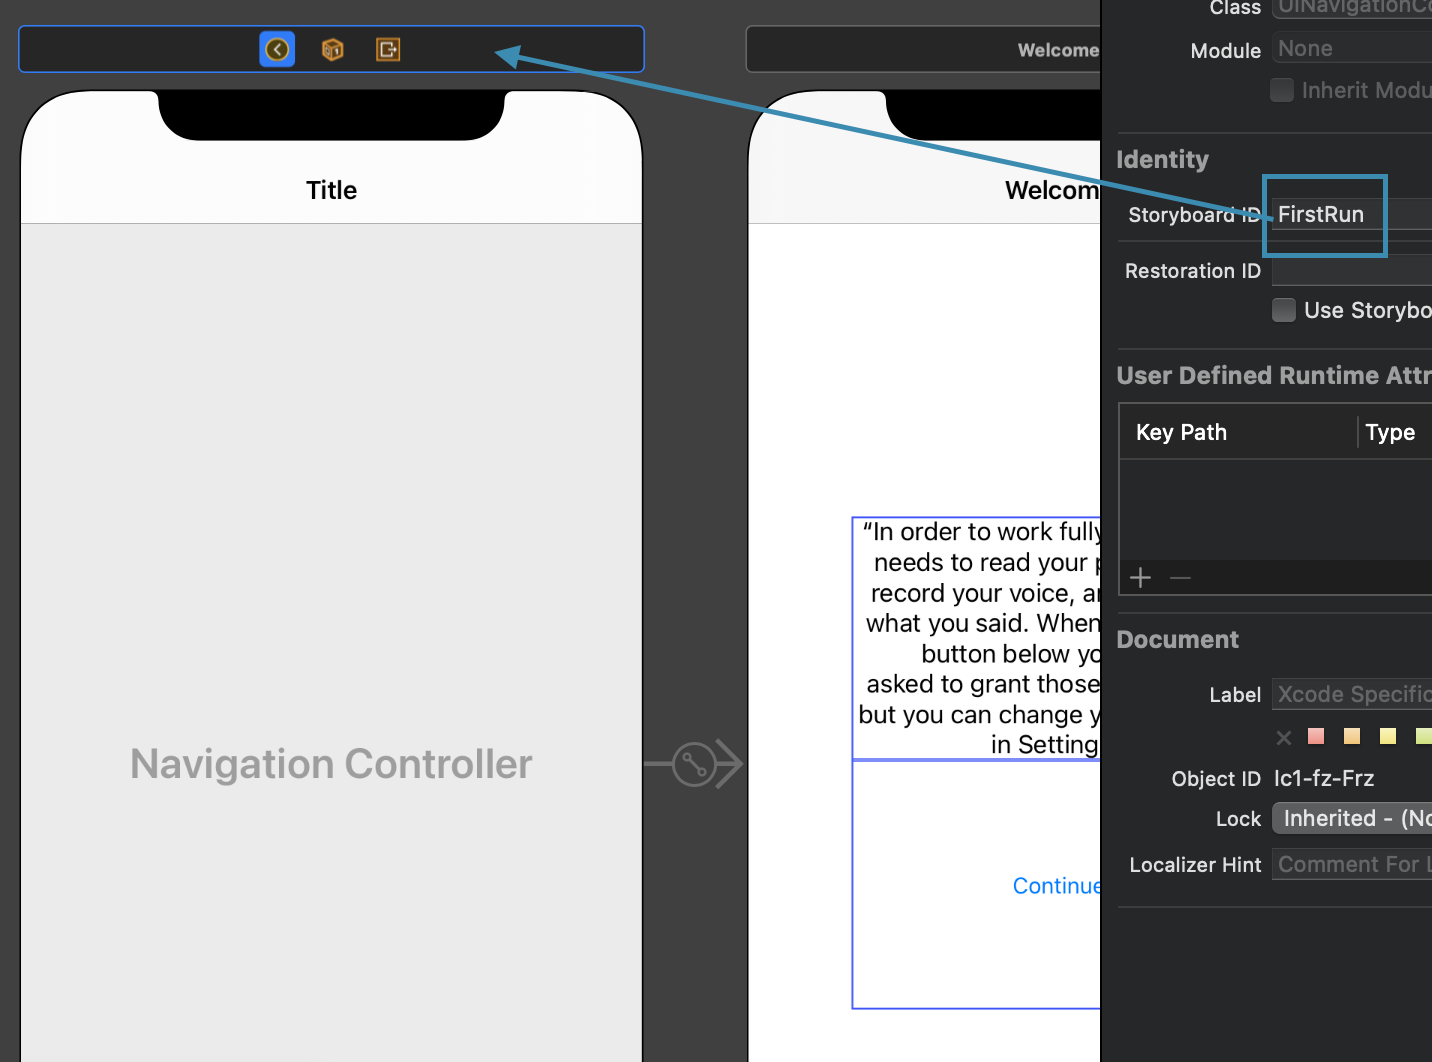 Title
Navigation Controller
Welcome
Welcom
“In order to work fully
needs to read your p
record your voice, a
what you said. When
button below yo
asked to grant those
but you can change y
in Setting
Continue
Class UINavigationCo
Module None
Inherit Modu
Identity
Storyboard ID FirstRun
Restoration ID
Use Storybo
User Defined Runtime Attr
Key Path Type
Document
Label Xcode Specific
Object ID Ic1-fz-Frz
Lock Inherited - (No
Localizer Hint Comment For L